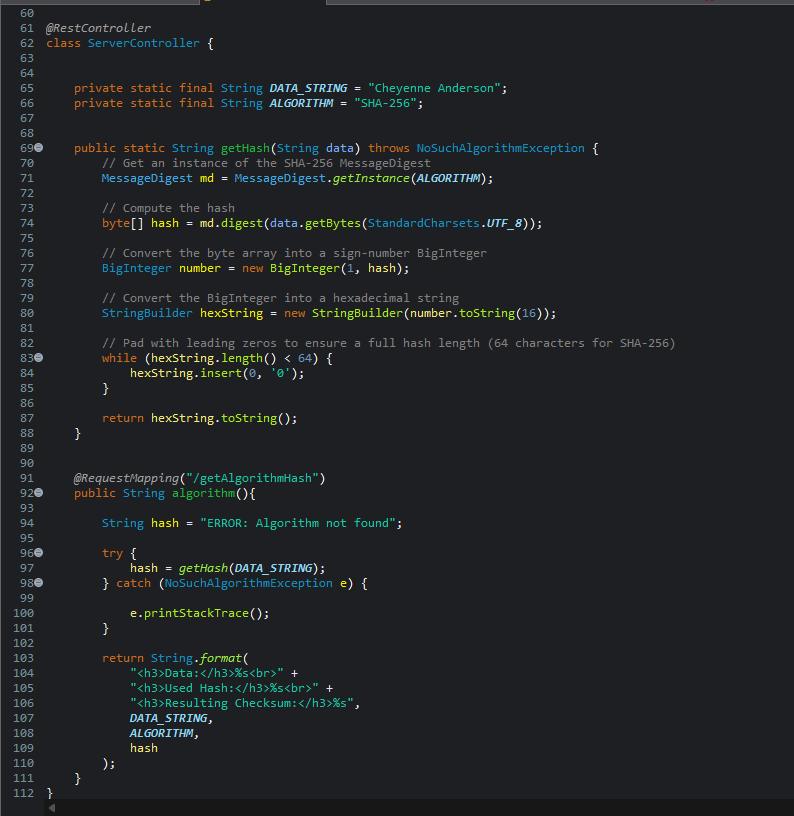 60
61 @RestController
62 class ServerController {
63
64
65     private static final String DATA_STRING = "Cheyenne Anderson";
66     private static final String ALGORITHM = "SHA-256";
67
68
69     public static String getHash(String data) throws NoSuchAlgorithmException {
70         // Get an instance of the SHA-256 MessageDigest
71         MessageDigest md = MessageDigest.getInstance(ALGORITHM);
72
73         // Compute the hash
74         byte[] hash = md.digest(data.getBytes(StandardCharsets.UTF_8));
75
76         // Convert the byte array into a sign-number BigInteger
77         BigInteger number = new BigInteger(1, hash);
78
79         // Convert the BigInteger into a hexadecimal string
80         StringBuilder hexString = new StringBuilder(number.toString(16));
81
82         // Pad with leading zeros to ensure a full hash length (64 characters for SHA-256)
83         while (hexString.length() < 64) {
84             hexString.insert(0, '0');
85         }
86
87         return hexString.toString();
88     }
89
90
91     @RequestMapping("/getAlgorithmHash")
92     public String algorithm(){
93
94         String hash = "ERROR: Algorithm not found";
95
96         try {
97             hash = getHash(DATA_STRING);
98         } catch (NoSuchAlgorithmException e) {
99
100             e.printStackTrace();
101         }
102
103         return String.format(
104             "<h3>Data:</h3>%s<br>" +
105             "<h3>Used Hash:</h3>%s<br>" +
106             "<h3>Resulting Checksum:</h3>%s",
107             DATA_STRING,
108             ALGORITHM,
109             hash
110         );
111     }
112 }